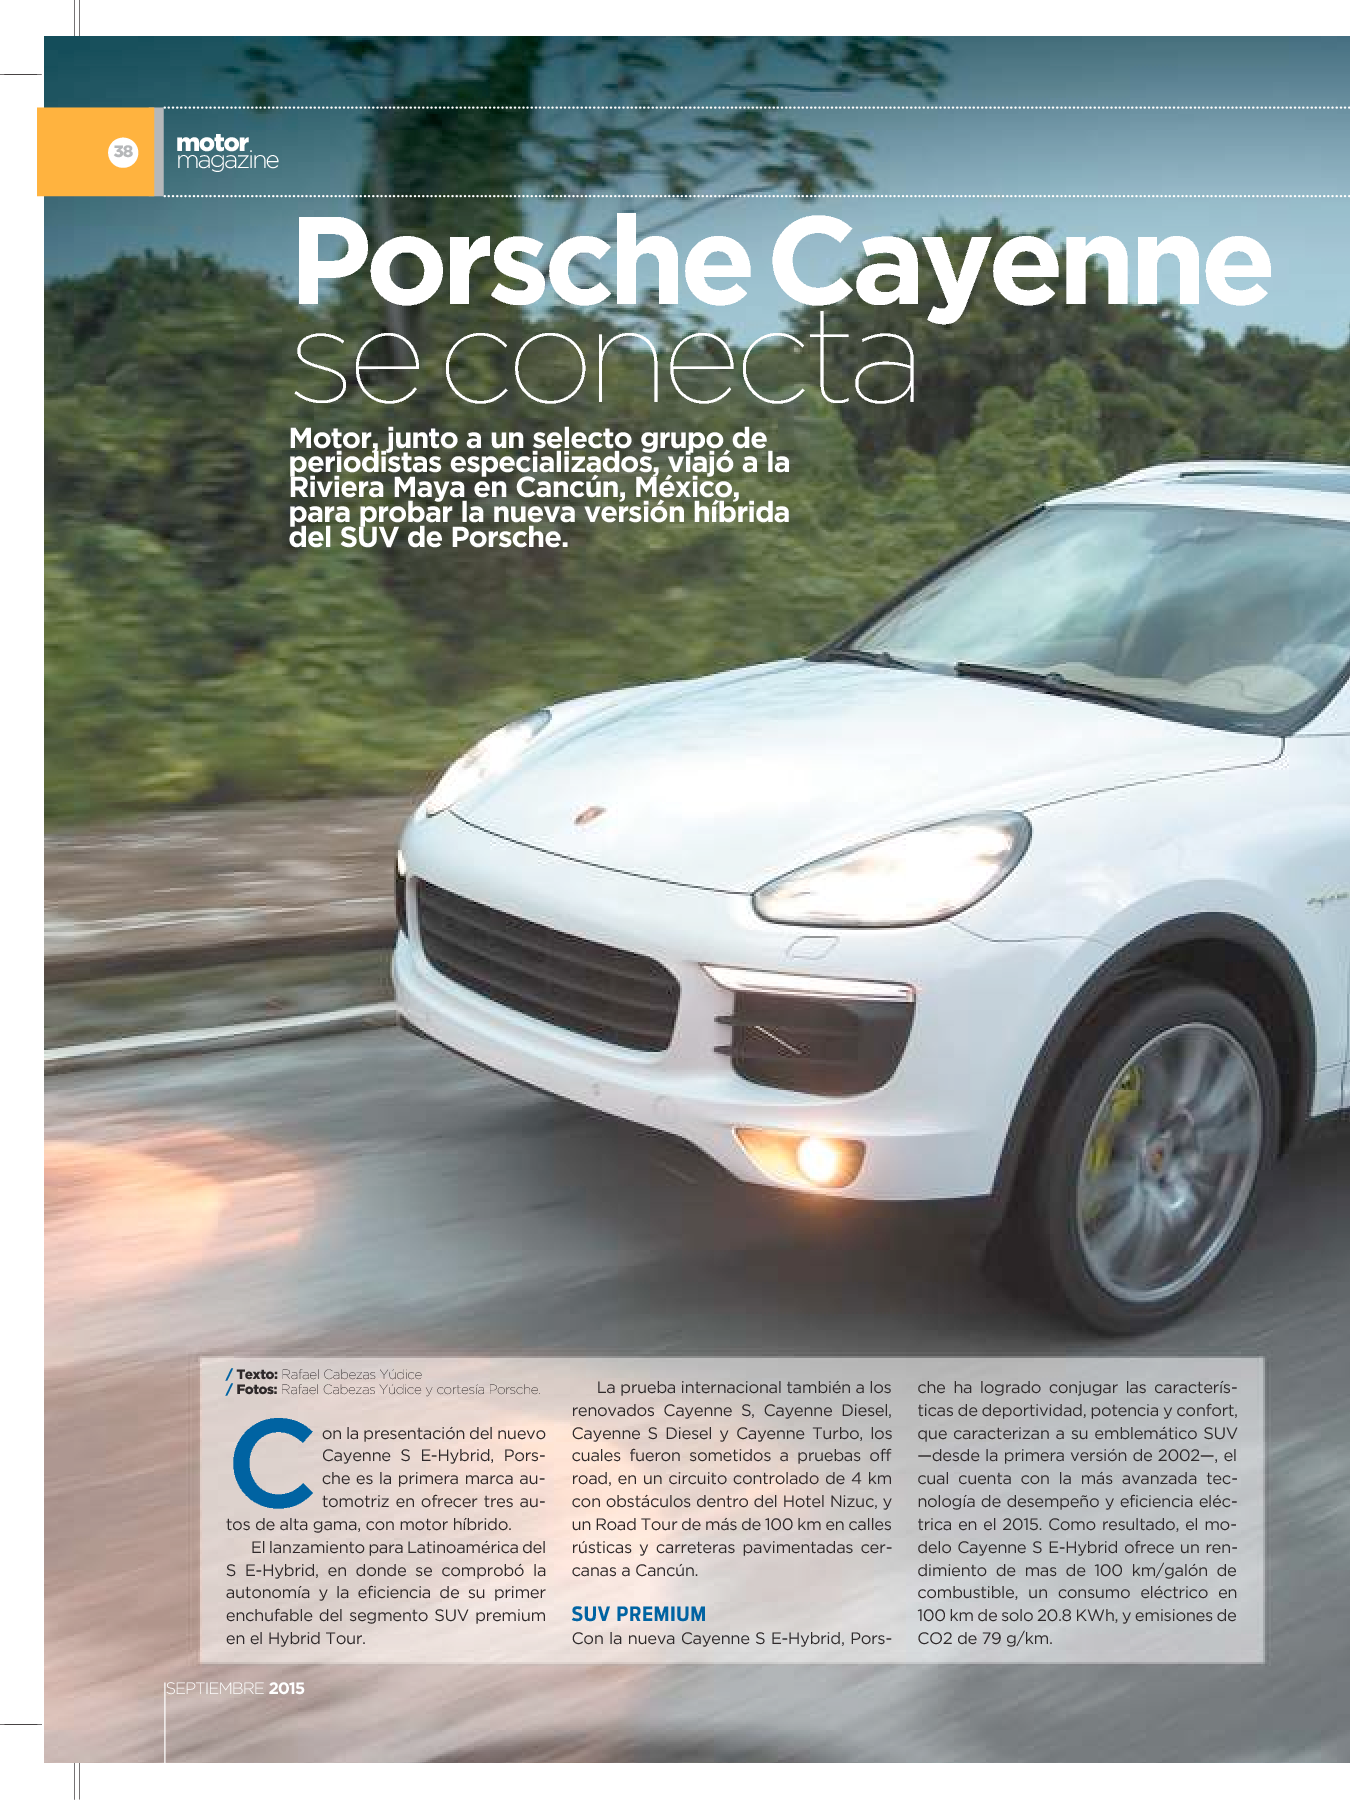 38
motor
magazine
Porsche Cayenne
se conecta
Motor, junto a un selecto grupo de
periodistas especializados, viajó a la
Riviera Maya en Cancún, México,
para probar la nueva versión híbrida
del SUV de Porsche.
/ Texto: Rafael Cabezas Yúdice
/ Fotos: Rafael Cabezas Yúdice y cortesía Porsche.
Con la presentación del nuevo
Cayenne S E-Hybrid, Pors-
che es la primera marca au-
tomotriz en ofrecer tres au-
tos de alta gama, con motor híbrido.
El lanzamiento para Latinoamérica del
S E-Hybrid, en donde se comprobó la
autonomía y la eficiencia de su primer
enchufable del segmento SUV premium
en el Hybrid Tour.
La prueba internacional también a los
renovados Cayenne S, Cayenne Diesel,
Cayenne S Diesel y Cayenne Turbo, los
cuales fueron sometidos a pruebas off
road, en un circuito controlado de 4 km
con obstáculos dentro del Hotel Nizuc, y
un Road Tour de más de 100 km en calles
rústicas y carreteras pavimentadas cer-
canas a Cancún.
SUV PREMIUM
Con la nueva Cayenne S E-Hybrid, Pors-
che ha logrado conjugar las caracterís-
ticas de deportividad, potencia y confort,
que caracterizan a su emblemático SUV
—desde la primera versión de 2002—, el
cual cuenta con la más avanzada tec-
nología de desempeño y eficiencia eléc-
trica en el 2015. Como resultado, el mo-
delo Cayenne S E-Hybrid ofrece un ren-
dimiento de mas de 100 km/galón de
combustible, un consumo eléctrico en
100 km de solo 20.8 KWh, y emisiones de
CO2 de 79 g/km.
SEPTIEMBRE 2015